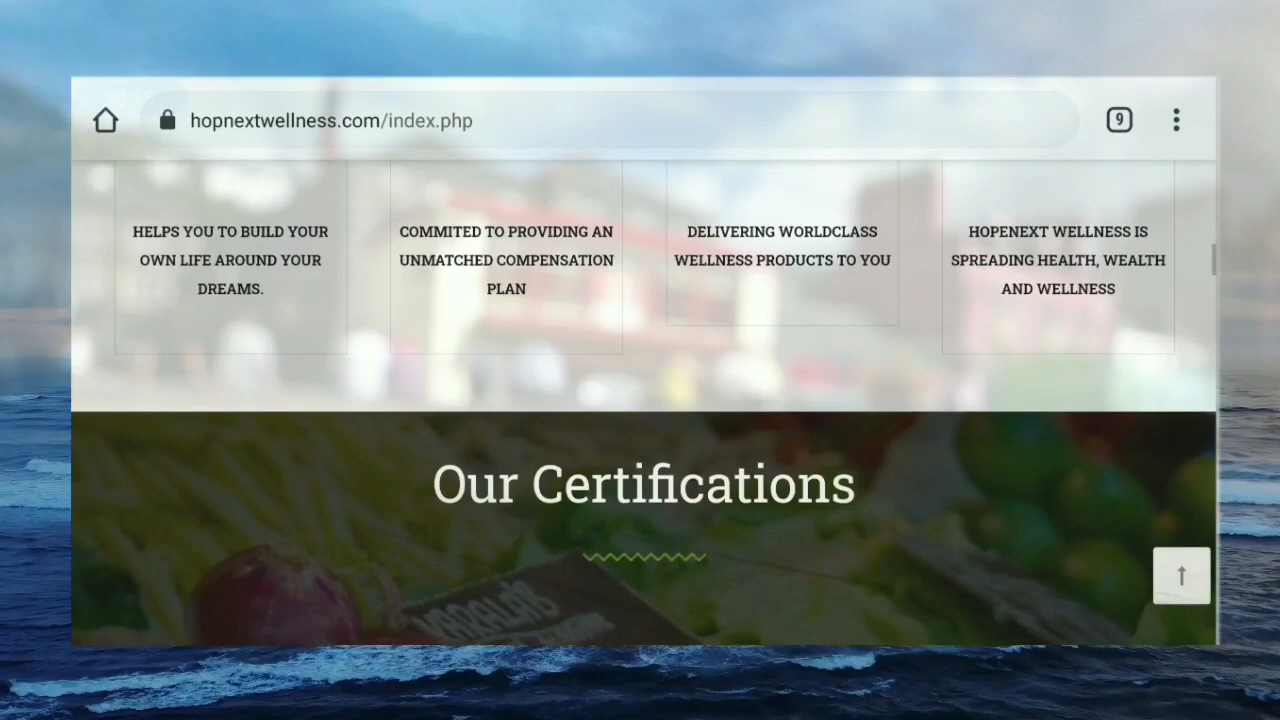 hopnextwellness.com/index.php
9
HELPS YOU TO BUILD YOUR
OWN LIFE AROUND YOUR
DREAMS.
COMMITED TO PROVIDING AN
UNMATCHED COMPENSATION
PLAN
DELIVERING WORLDCLASS
WELLNESS PRODUCTS TO YOU
HOPENEXT WELLNESS IS
SPREADING HEALTH, WEALTH
AND WELLNESS
Our Certifications